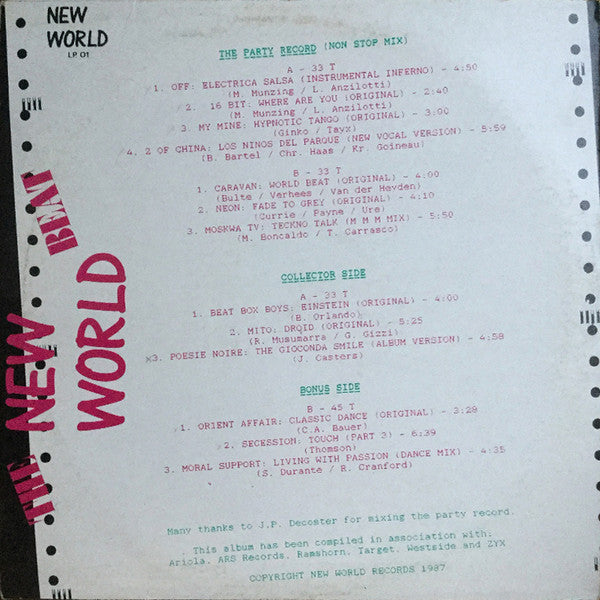 NEW
WORLD
LP 01
THE PARTY RECORD (NON STOP MIX)
A - 33 T
1. OFF: ELECTRICA SALSA (INSTRUMENTAL INFERNO) - 4:50
(M. Munzing / L. Anzilotti)
2. 16 BIT: WHERE ARE YOU (ORIGINAL) - 2:40
(M. Munzing / L. Anzilotti)
3. MY MINE: HYPNOTIC TANGO (ORIGINAL) - 3:00
(Ginko / Tayx)
4. 2 OF CHINA: LOS NINOS DEL PARQUE (NEW VOCAL VERSION) - 5:59
(B. Bartel / Chr. Haas / Kr. Goineau)
B - 33 T
1. CARAVAN: WORLD BEAT (ORIGINAL) - 4:00
(Bulte / Verhees / Van der Heyden)
2. NEON: FADE TO GREY (ORIGINAL) - 4:10
(Currie / Payne / Ure)
3. MOSKWA TV: TECKNO TALK (M M M MIX) - 5:50
(M. Boncaldo / T. Carrasco)
COLLECTOR SIDE
A - 33 T
1. BEAT BOX BOYS: EINSTEIN (ORIGINAL) - 4:00
(B. Orlando)
2. MITO: DROID (ORIGINAL) - 5:25
(R. Musumarra / G. Gizzi)
x3. POESIE NOIRE: THE GIOCONDA SMILE (ALBUM VERSION) - 4:58
(J. Casters)
BONUS SIDE
B - 45 T
1. ORIENT AFFAIR: CLASSIC DANCE (ORIGINAL) - 3:29
(C.A. Bauer)
2. SECESSION: TOUCH (PART 3) - 6:39
(Thomson)
3. MORAL SUPPORT: LIVING WITH PASSION (DANCE MIX) - 4:35
(S. Durante / R. Cranford)
Many thanks to J.P. Decoster for mixing the party record.
This album has been compiled in association with:
Ariola, ARS Records, Ramshorn, Target, Westside and ZYX
COPYRIGHT NEW WORLD RECORDS 1987
THE NEW BEAT
WORLD